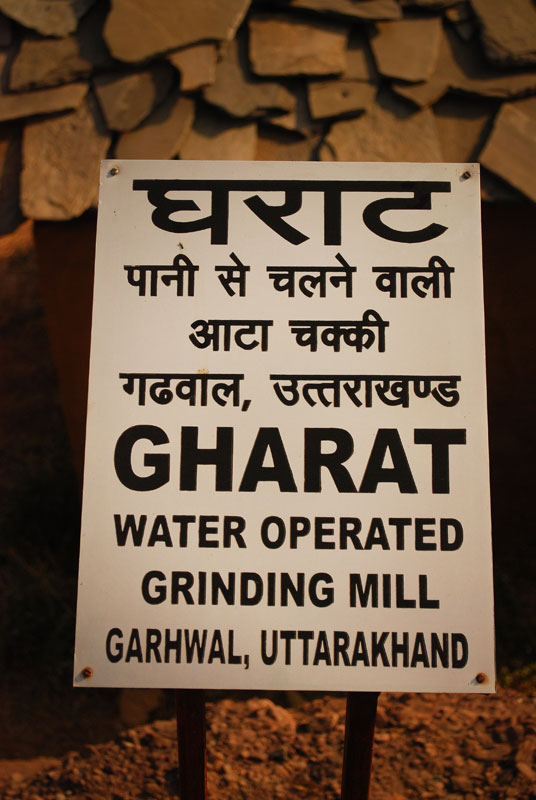 घराट
पानी से चलने वाली
आटा चक्की
गढवाल, उत्तराखण्ड
GHARAT
WATER OPERATED
GRINDING MILL
GARHWAL, UTTARAKHAND